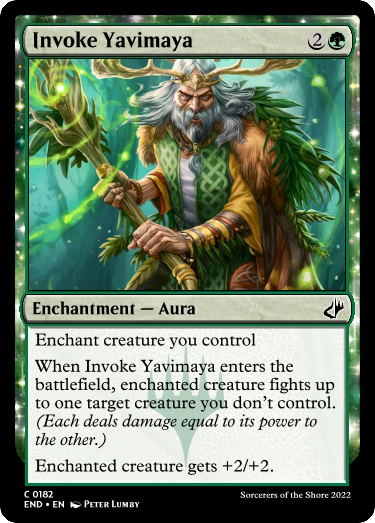 Invoke Yavimaya 2
Enchantment — Aura
Enchant creature you control
When Invoke Yavimaya enters the
battlefield, enchanted creature fights up
to one target creature you don't control.
(Each deals damage equal to its power to
the other.)
Enchanted creature gets +2/+2.
C 0182
END • EN Peter Lumby
Sorcerers of the Shore 2022